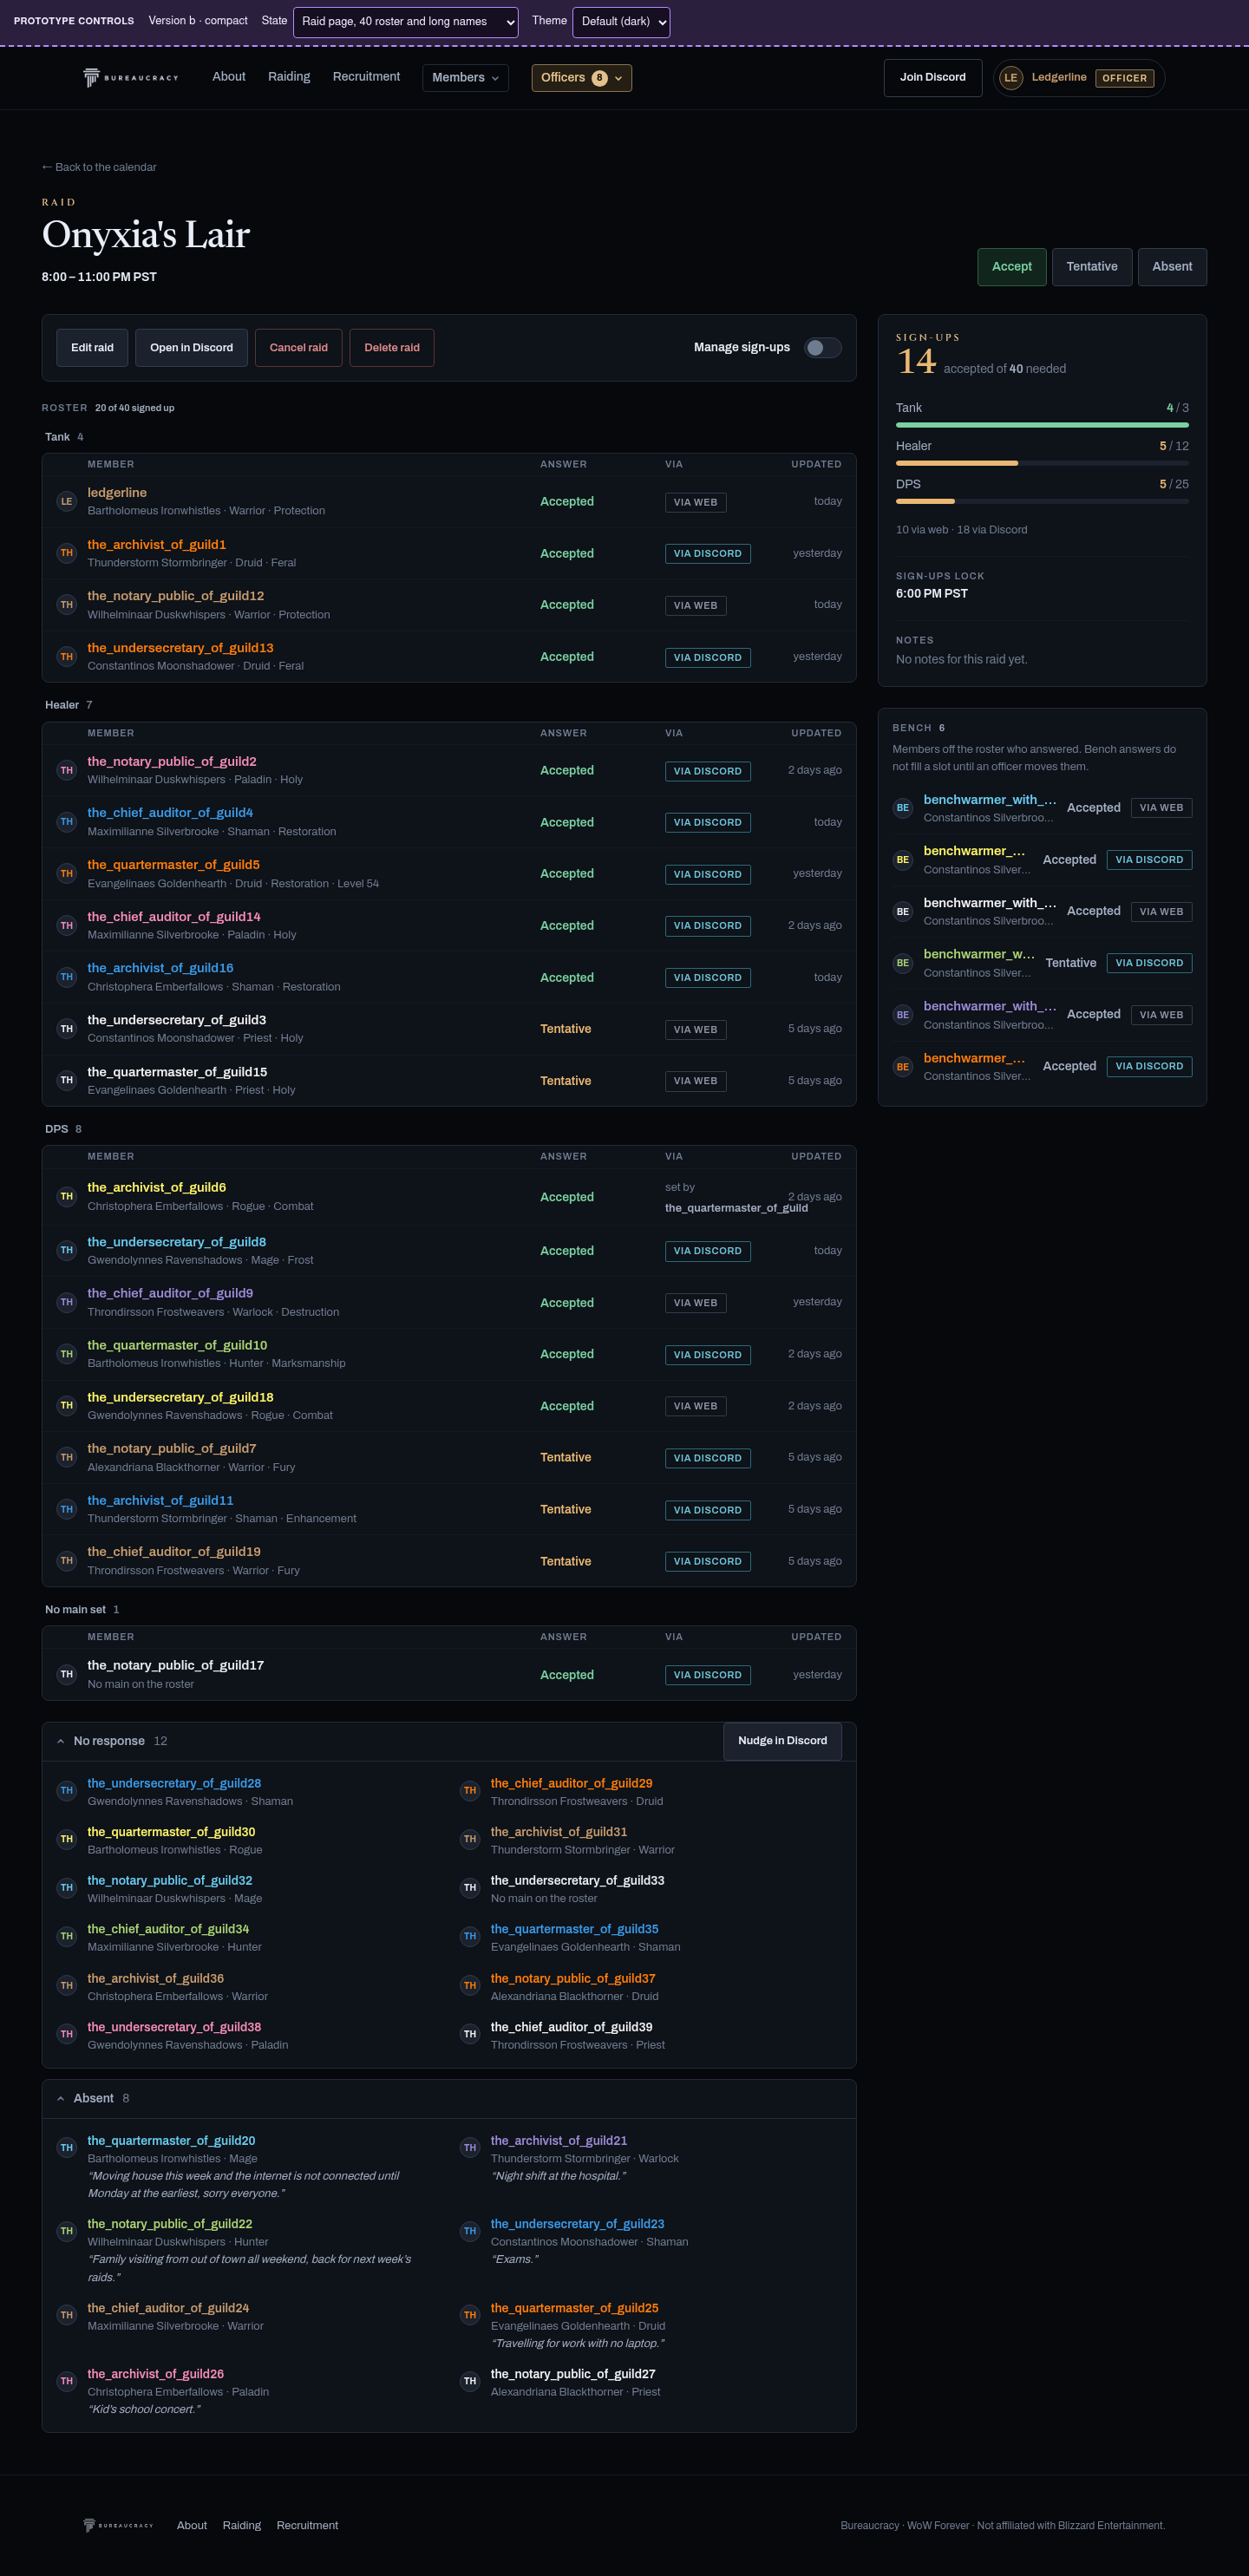 PROTOTYPE CONTROLS Version b · compact State Raid page, 40 roster and long names Theme Default (dark)
BUREAUCRACY About Raiding Recruitment Members Officers 8 Join Discord LE Ledgerline OFFICER
← Back to the calendar
RAID
Onyxia's Lair
8:00 – 11:00 PM PST
Accept Tentative Absent
Edit raid Open in Discord Cancel raid Delete raid Manage sign-ups
ROSTER 20 of 40 signed up
Tank 4
MEMBER ANSWER VIA UPDATED
LE ledgerline Accepted VIA WEB today
Bartholomeus Ironwhistles · Warrior · Protection
TH the_archivist_of_guild1 Accepted VIA DISCORD yesterday
Thunderstorm Stormbringer · Druid · Feral
TH the_notary_public_of_guild12 Accepted VIA WEB today
Wilhelminaar Duskwhispers · Warrior · Protection
TH the_undersecretary_of_guild13 Accepted VIA DISCORD yesterday
Constantinos Moonshadower · Druid · Feral
Healer 7
MEMBER ANSWER VIA UPDATED
TH the_notary_public_of_guild2 Accepted VIA DISCORD 2 days ago
Wilhelminaar Duskwhispers · Paladin · Holy
TH the_chief_auditor_of_guild4 Accepted VIA DISCORD today
Maximilianne Silverbrooke · Shaman · Restoration
TH the_quartermaster_of_guild5 Accepted VIA DISCORD yesterday
Evangelinaes Goldenhearth · Druid · Restoration · Level 54
TH the_chief_auditor_of_guild14 Accepted VIA DISCORD 2 days ago
Maximilianne Silverbrooke · Paladin · Holy
TH the_archivist_of_guild16 Accepted VIA DISCORD today
Christophera Emberfallows · Shaman · Restoration
TH the_undersecretary_of_guild3 Tentative VIA WEB 5 days ago
Constantinos Moonshadower · Priest · Holy
TH the_quartermaster_of_guild15 Tentative VIA WEB 5 days ago
Evangelinaes Goldenhearth · Priest · Holy
DPS 8
MEMBER ANSWER VIA UPDATED
TH the_archivist_of_guild6 Accepted set by the_quartermaster_of_guild 2 days ago
Christophera Emberfallows · Rogue · Combat
TH the_undersecretary_of_guild8 Accepted VIA DISCORD today
Gwendolynnes Ravenshadows · Mage · Frost
TH the_chief_auditor_of_guild9 Accepted VIA WEB yesterday
Throndirsson Frostweavers · Warlock · Destruction
TH the_quartermaster_of_guild10 Accepted VIA DISCORD 2 days ago
Bartholomeus Ironwhistles · Hunter · Marksmanship
TH the_undersecretary_of_guild18 Accepted VIA WEB 2 days ago
Gwendolynnes Ravenshadows · Rogue · Combat
TH the_notary_public_of_guild7 Tentative VIA DISCORD 5 days ago
Alexandriana Blackthorner · Warrior · Fury
TH the_archivist_of_guild11 Tentative VIA DISCORD 5 days ago
Thunderstorm Stormbringer · Shaman · Enhancement
TH the_chief_auditor_of_guild19 Tentative VIA DISCORD 5 days ago
Throndirsson Frostweavers · Warrior · Fury
No main set 1
MEMBER ANSWER VIA UPDATED
TH the_notary_public_of_guild17 Accepted VIA DISCORD yesterday
No main on the roster
No response 12 Nudge in Discord
TH the_undersecretary_of_guild28 TH the_chief_auditor_of_guild29
Gwendolynnes Ravenshadows · Shaman Throndirsson Frostweavers · Druid
TH the_quartermaster_of_guild30 TH the_archivist_of_guild31
Bartholomeus Ironwhistles · Rogue Thunderstorm Stormbringer · Warrior
TH the_notary_public_of_guild32 TH the_undersecretary_of_guild33
Wilhelminaar Duskwhispers · Mage No main on the roster
TH the_chief_auditor_of_guild34 TH the_quartermaster_of_guild35
Maximilianne Silverbrooke · Hunter Evangelinaes Goldenhearth · Shaman
TH the_archivist_of_guild36 TH the_notary_public_of_guild37
Christophera Emberfallows · Warrior Alexandriana Blackthorner · Druid
TH the_undersecretary_of_guild38 TH the_chief_auditor_of_guild39
Gwendolynnes Ravenshadows · Paladin Throndirsson Frostweavers · Priest
Absent 8
TH the_quartermaster_of_guild20 TH the_archivist_of_guild21
Bartholomeus Ironwhistles · Mage Thunderstorm Stormbringer · Warlock
“Moving house this week and the internet is not connected until “Night shift at the hospital.”
Monday at the earliest, sorry everyone.”
TH the_notary_public_of_guild22 TH the_undersecretary_of_guild23
Wilhelminaar Duskwhispers · Hunter Constantinos Moonshadower · Shaman
“Family visiting from out of town all weekend, back for next week’s “Exams.”
raids.”
TH the_chief_auditor_of_guild24 TH the_quartermaster_of_guild25
Maximilianne Silverbrooke · Warrior Evangelinaes Goldenhearth · Druid
“Travelling for work with no laptop.”
TH the_archivist_of_guild26 TH the_notary_public_of_guild27
Christophera Emberfallows · Paladin Alexandriana Blackthorner · Priest
“Kid’s school concert.”
SIGN-UPS
14 accepted of 40 needed
Tank 4 / 3
Healer 5 / 12
DPS 5 / 25
10 via web · 18 via Discord
SIGN-UPS LOCK
6:00 PM PST
NOTES
No notes for this raid yet.
BENCH 6
Members off the roster who answered. Bench answers do
not fill a slot until an officer moves them.
BE benchwarmer_with_... Accepted VIA WEB
Constantinos Silverbroo...
BE benchwarmer_... Accepted VIA DISCORD
Constantinos Silver...
BE benchwarmer_with_... Accepted VIA WEB
Constantinos Silverbroo...
BE benchwarmer_w... Tentative VIA DISCORD
Constantinos Silver...
BE benchwarmer_with_... Accepted VIA WEB
Constantinos Silverbroo...
BE benchwarmer_... Accepted VIA DISCORD
Constantinos Silver...
BUREAUCRACY About Raiding Recruitment Bureaucracy · WoW Forever · Not affiliated with Blizzard Entertainment.